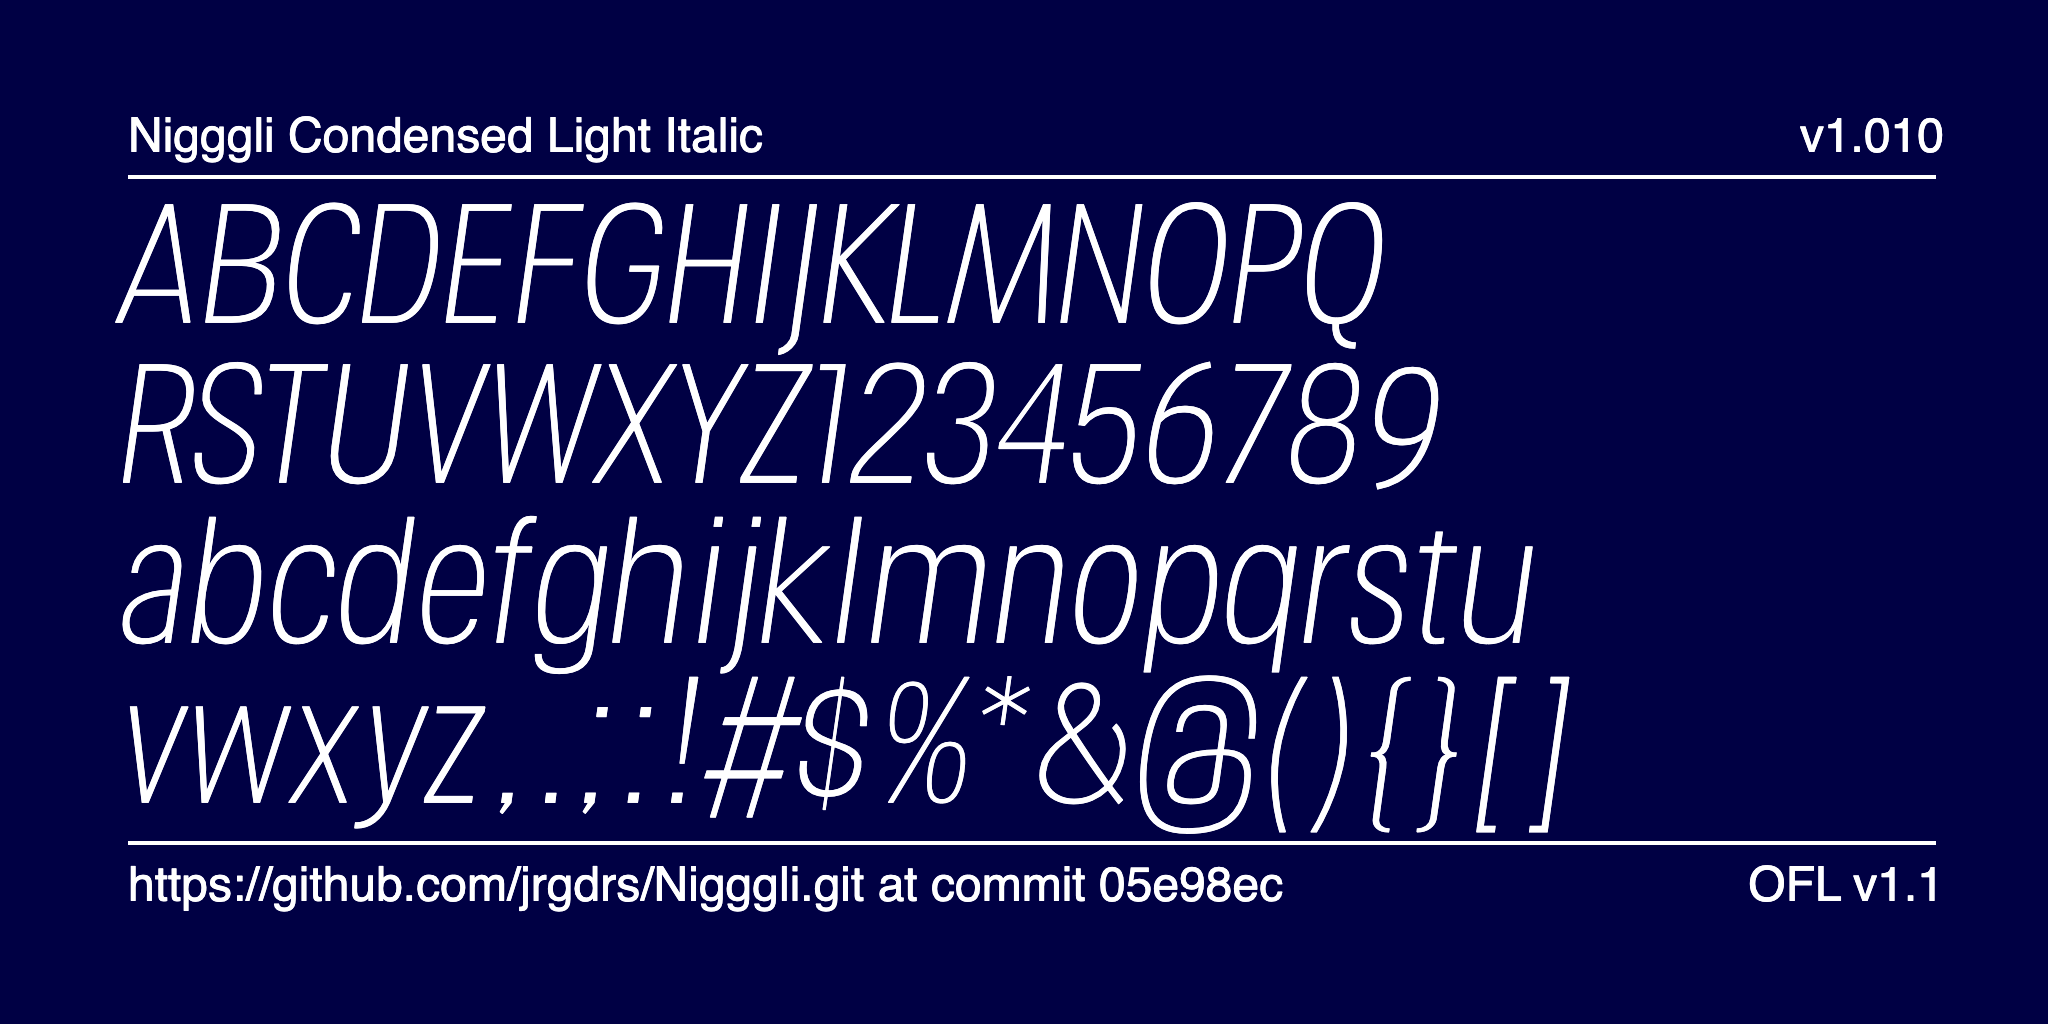 Nigggli Condensed Light Italic
v1.010
ABCDEFGHIJKLMNOPQ
RSTUVWXYZ123456789
abcdefghijklmnopqrstu
vwxyz,.;:!#$%*&@(){}[]
https://github.com/jrgdrs/Nigggli.git at commit 05e98ec
OFL v1.1